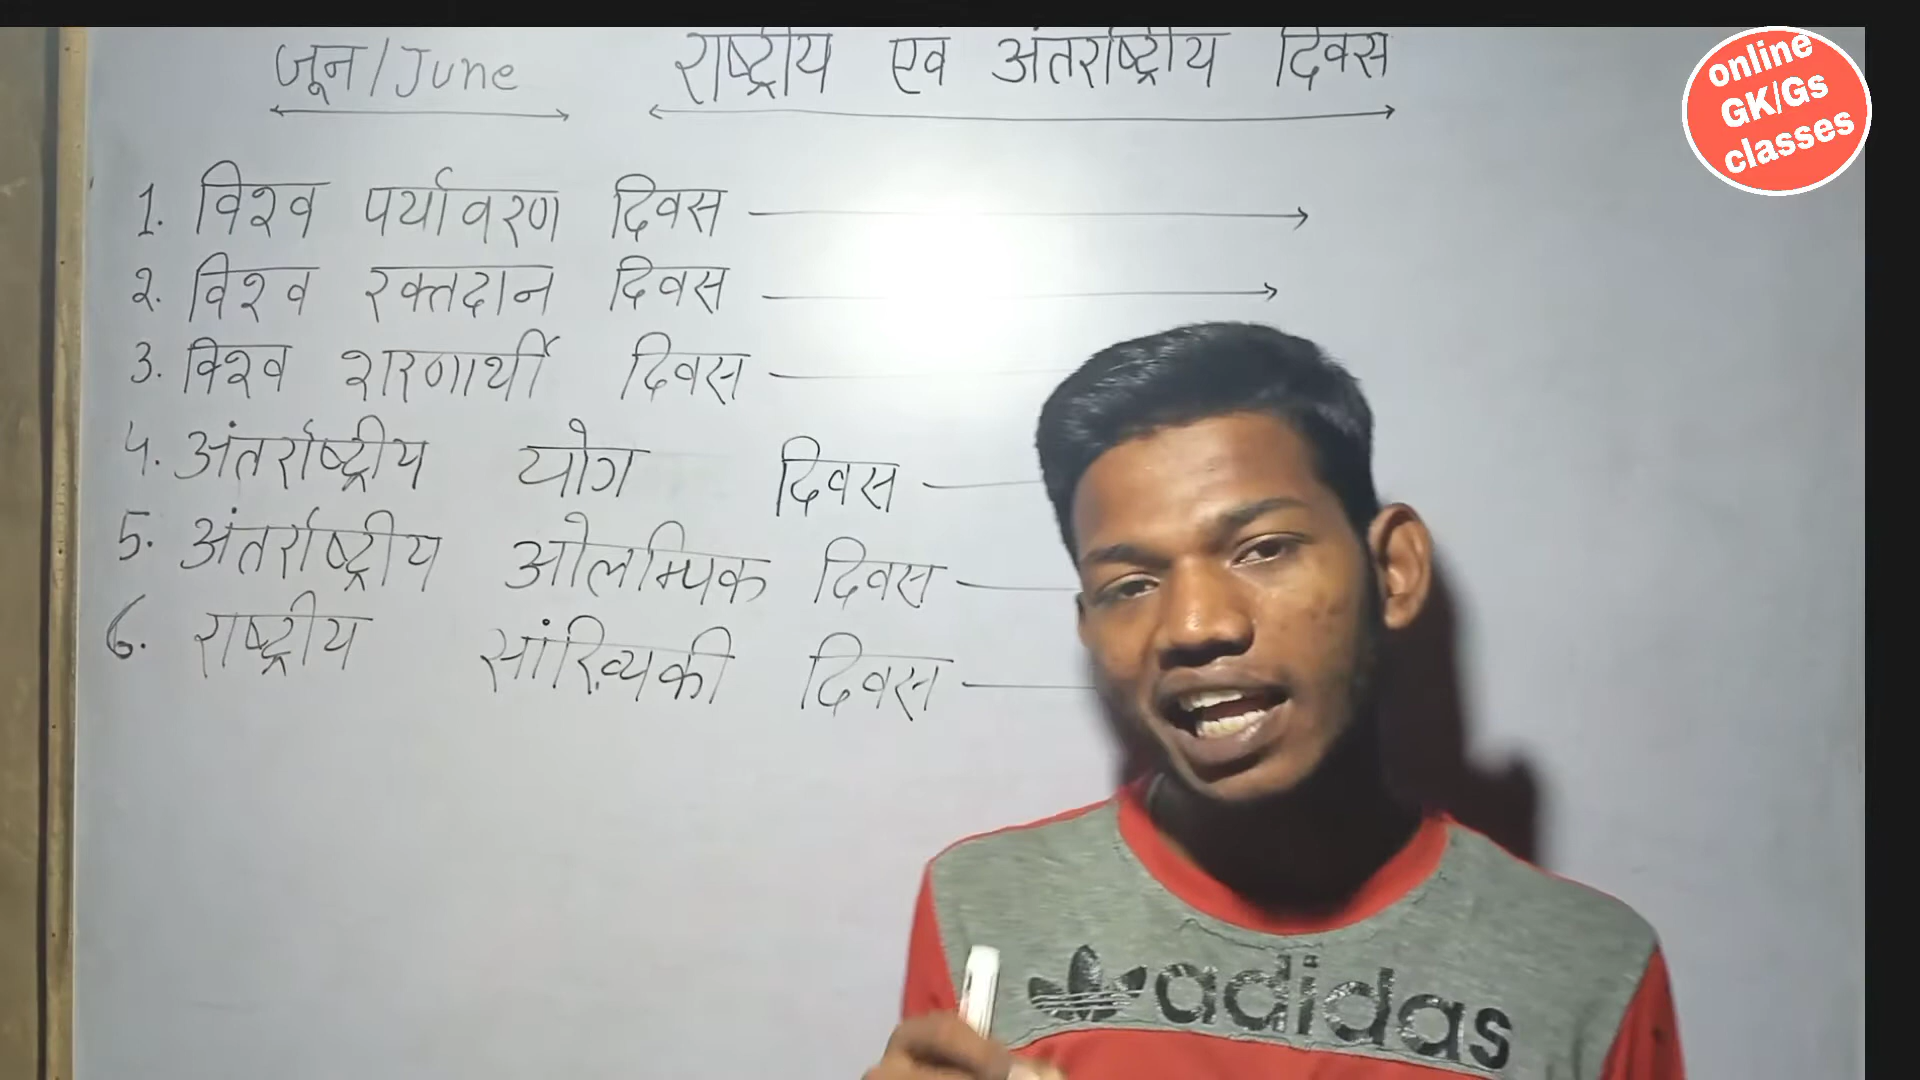 जून/June राष्ट्रीय एवं अंतर्राष्ट्रीय दिवस
online
GK/Gs
classes
1. विश्व पर्यावरण दिवस
2. विश्व रक्तदान दिवस
3. विश्व शरणार्थी दिवस
4. अंतर्राष्ट्रीय योग दिवस
5. अंतर्राष्ट्रीय ओलम्पिक दिवस
6. राष्ट्रीय सांख्यिकी दिवस
adidas